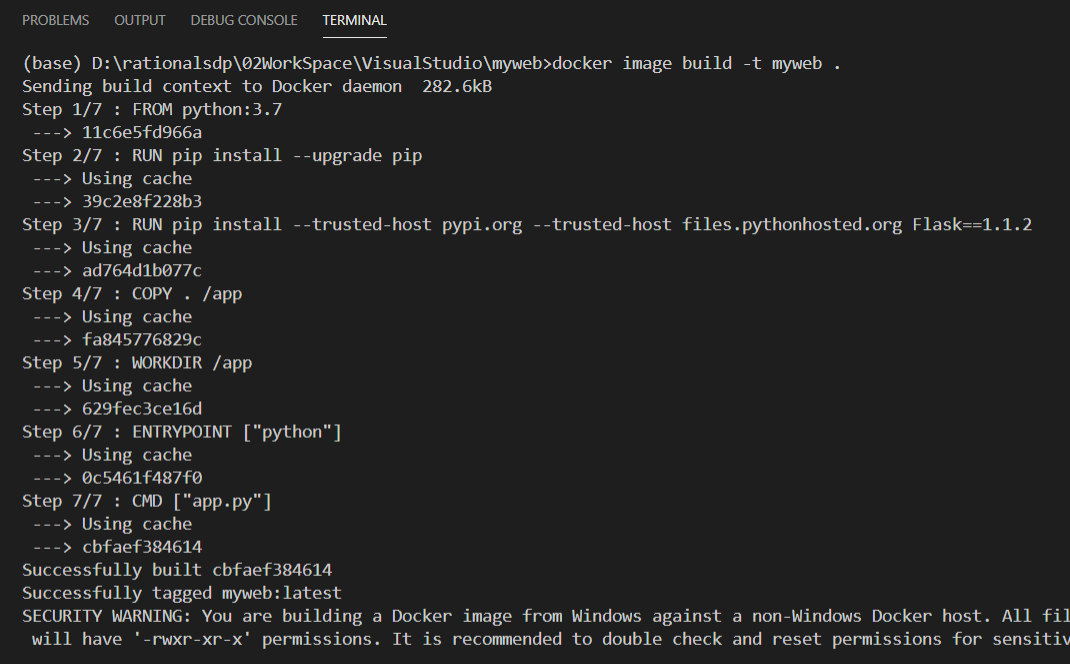 PROBLEMS OUTPUT DEBUG CONSOLE TERMINAL
(base) D:\rationalsdp\02WorkSpace\VisualStudio\myweb>docker image build -t myweb .
Sending build context to Docker daemon  282.6kB
Step 1/7 : FROM python:3.7
 ---> 11c6e5fd966a
Step 2/7 : RUN pip install --upgrade pip
 ---> Using cache
 ---> 39c2e8f228b3
Step 3/7 : RUN pip install --trusted-host pypi.org --trusted-host files.pythonhosted.org Flask==1.1.2
 ---> Using cache
 ---> ad764d1b077c
Step 4/7 : COPY . /app
 ---> Using cache
 ---> fa845776829c
Step 5/7 : WORKDIR /app
 ---> Using cache
 ---> 629fec3ce16d
Step 6/7 : ENTRYPOINT ["python"]
 ---> Using cache
 ---> 0c5461f487f0
Step 7/7 : CMD ["app.py"]
 ---> Using cache
 ---> cbfaef384614
Successfully built cbfaef384614
Successfully tagged myweb:latest
SECURITY WARNING: You are building a Docker image from Windows against a non-Windows Docker host. All fil
 will have '-rwxr-xr-x' permissions. It is recommended to double check and reset permissions for sensitiv